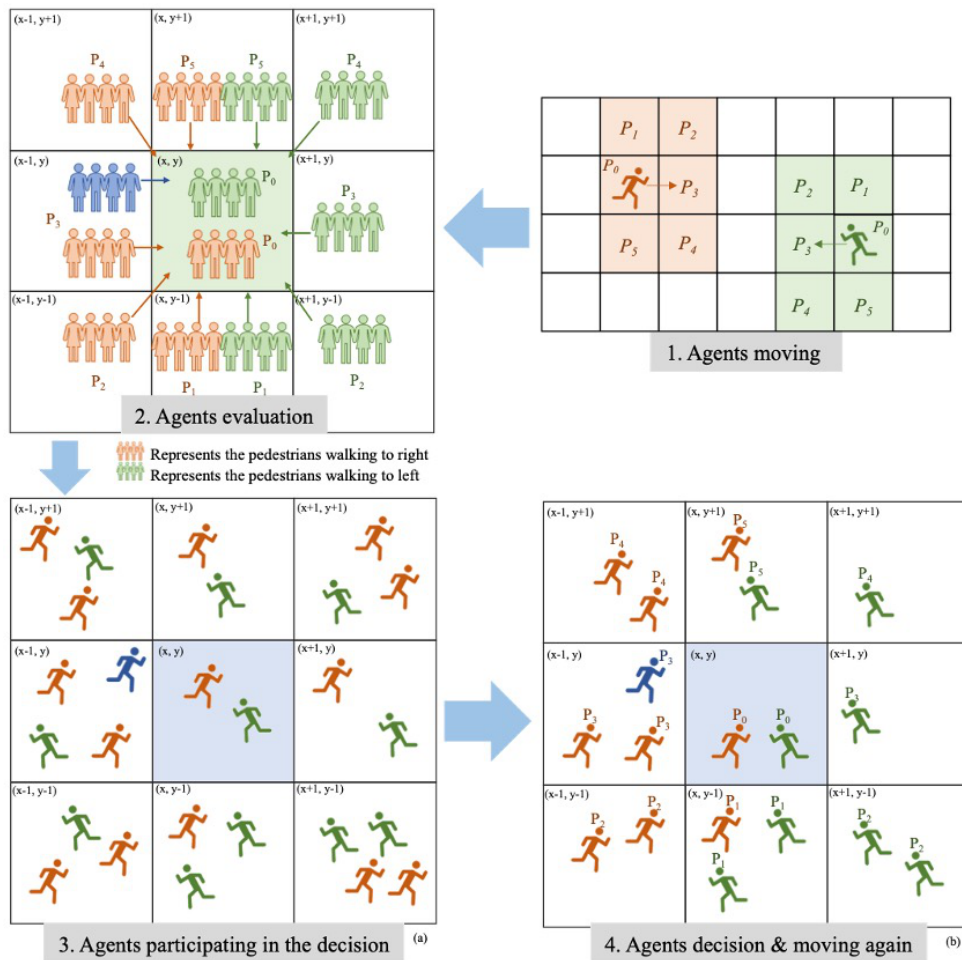 (x-1, y+1) (x, y+1) (x+1, y+1)
P4 P5 P5 P4
(x-1, y) (x, y) (x+1, y)
P0
P3
P3
P0
(x-1, y-1) (x, y-1) (x+1, y-1)
P2 P1 P1 P2
2. Agents evaluation
P1 P2
P0 P3 P2 P1
P5 P4 P3 P0
P4 P5
1. Agents moving
Represents the pedestrians walking to right
Represents the pedestrians walking to left
(x-1, y+1) (x, y+1) (x+1, y+1)
(x-1, y) (x, y) (x+1, y)
(x-1, y-1) (x, y-1) (x+1, y-1)
3. Agents participating in the decision (a)
(x-1, y+1) (x, y+1) (x+1, y+1)
P5
P4
P4 P5 P4
(x-1, y) (x, y) (x+1, y)
P3
P3
P3 P3 P0 P0
(x-1, y-1) (x, y-1) (x+1, y-1)
P2 P2 P1 P1 P2
P1 P2
4. Agents decision & moving again (b)